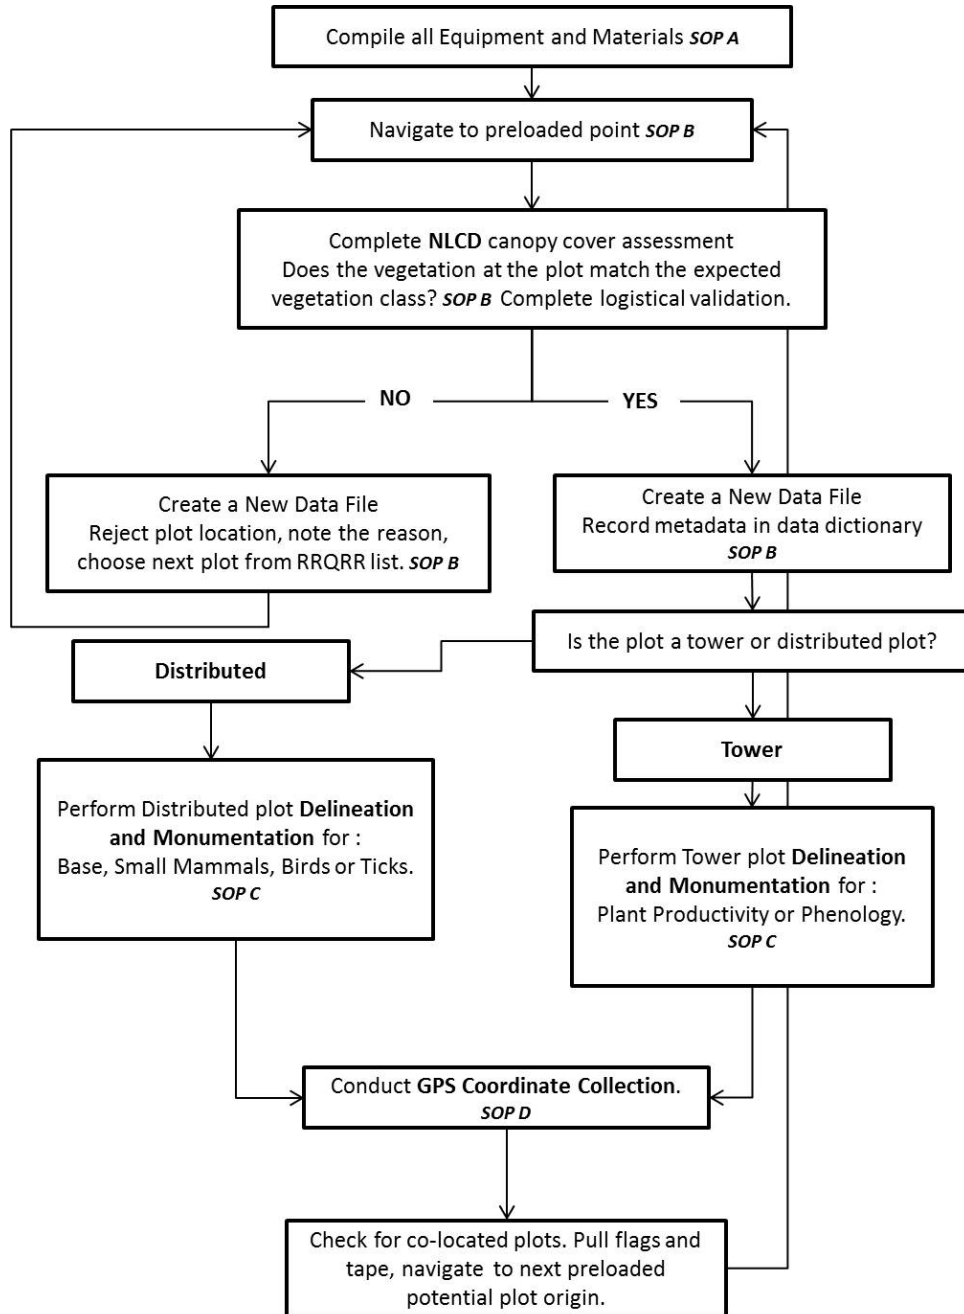 Compile all Equipment and Materials SOP A
Navigate to preloaded point SOP B
Complete NLCD canopy cover assessment
Does the vegetation at the plot match the expected
vegetation class? SOP B Complete logistical validation.
NO
YES
Create a New Data File
Reject plot location, note the reason,
choose next plot from RRQRR list. SOP B
Create a New Data File
Record metadata in data dictionary
SOP B
Is the plot a tower or distributed plot?
Distributed
Tower
Perform Distributed plot Delineation
and Monumentation for :
Base, Small Mammals, Birds or Ticks.
SOP C
Perform Tower plot Delineation
and Monumentation for :
Plant Productivity or Phenology.
SOP C
Conduct GPS Coordinate Collection.
SOP D
Check for co-located plots. Pull flags and
tape, navigate to next preloaded
potential plot origin.